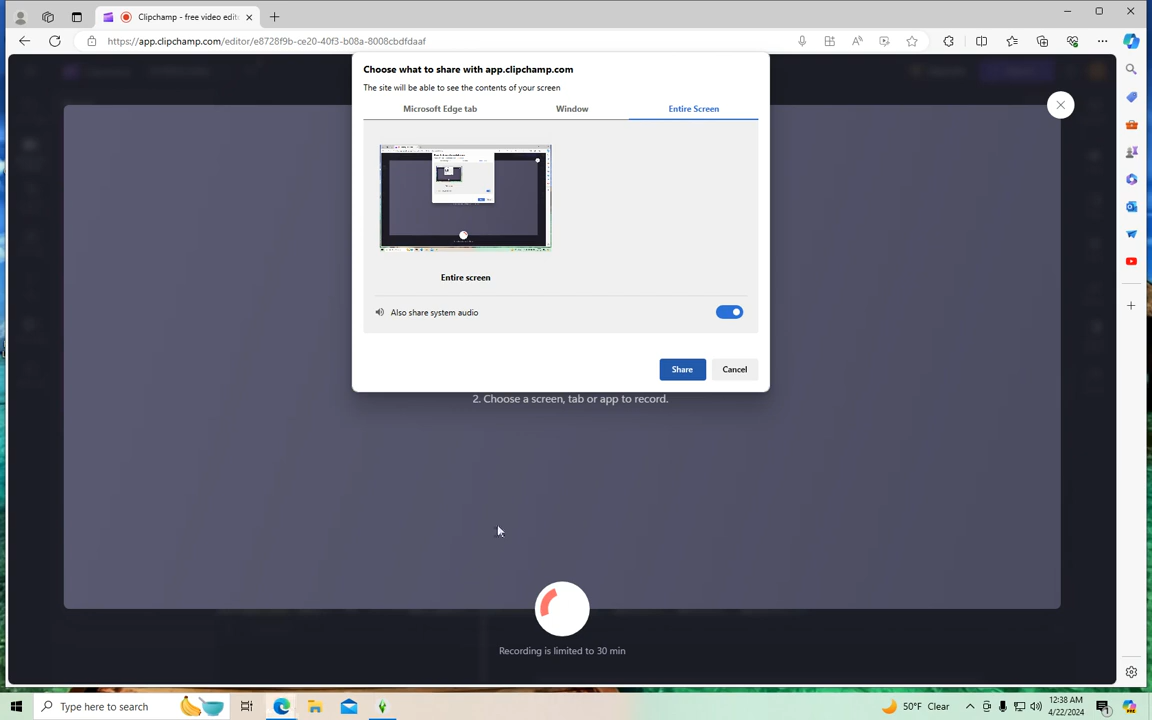 Clipchamp - free video edit
https://app.clipchamp.com/editor/e8728f9b-ce20-40f3-b08a-8008cbdfdaaf
Choose what to share with app.clipchamp.com
The site will be able to see the contents of your screen
Microsoft Edge tab
Window
Entire Screen
Entire screen
Also share system audio
Share
Cancel
2. Choose a screen, tab or app to record.
Recording is limited to 30 min
Type here to search
50°F Clear
12:38 AM
4/22/2024